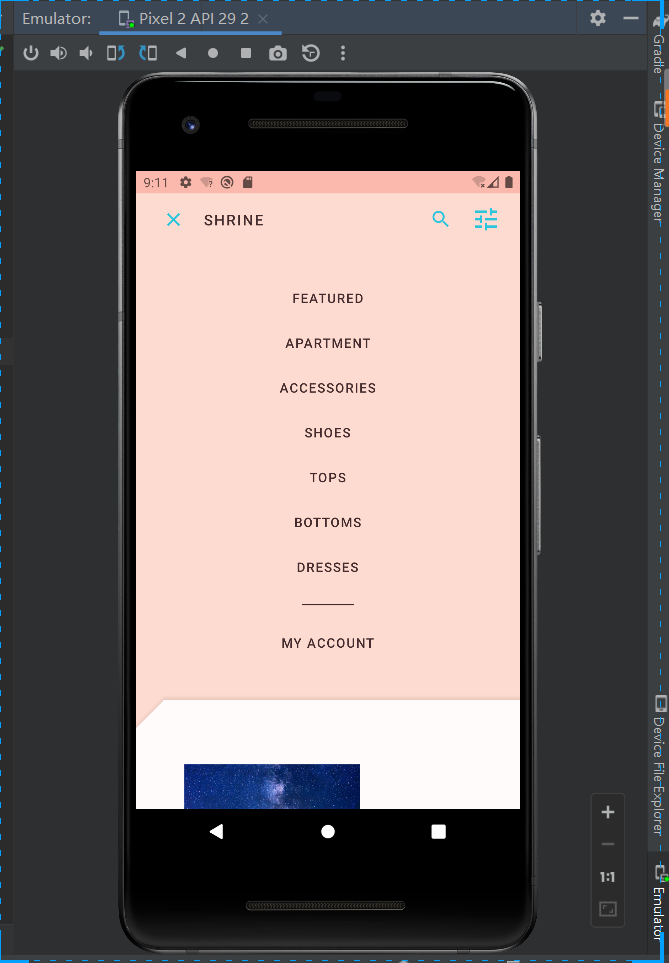 Emulator: Pixel 2 API 29 2
9:11
SHRINE
FEATURED
APARTMENT
ACCESSORIES
SHOES
TOPS
BOTTOMS
DRESSES
MY ACCOUNT
1:1
Gradle
Device Manager
Device File Explorer
Emulator